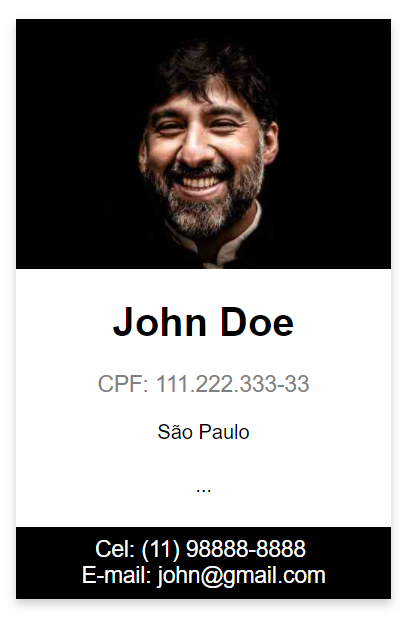 John Doe
CPF: 111.222.333-33
São Paulo
...
Cel: (11) 98888-8888
E-mail: john@gmail.com